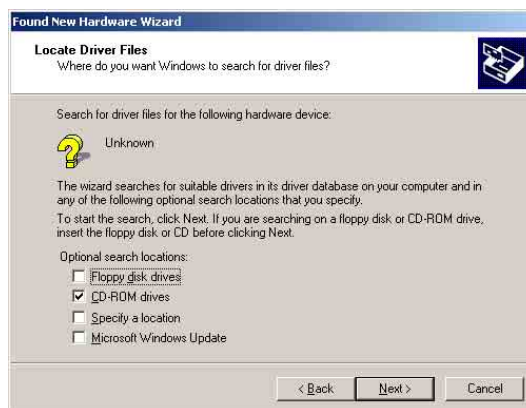 Found New Hardware Wizard
Locate Driver Files
Where do you want Windows to search for driver files?
Search for driver files for the following hardware device:
Unknown
The wizard searches for suitable drivers in its driver database on your computer and in
any of the following optional search locations that you specify.
To start the search, click Next. If you are searching on a floppy disk or CD-ROM drive,
insert the floppy disk or CD before clicking Next.
Optional search locations:
Floppy disk drives
CD-ROM drives
Specify a location
Microsoft Windows Update
< Back Next > Cancel